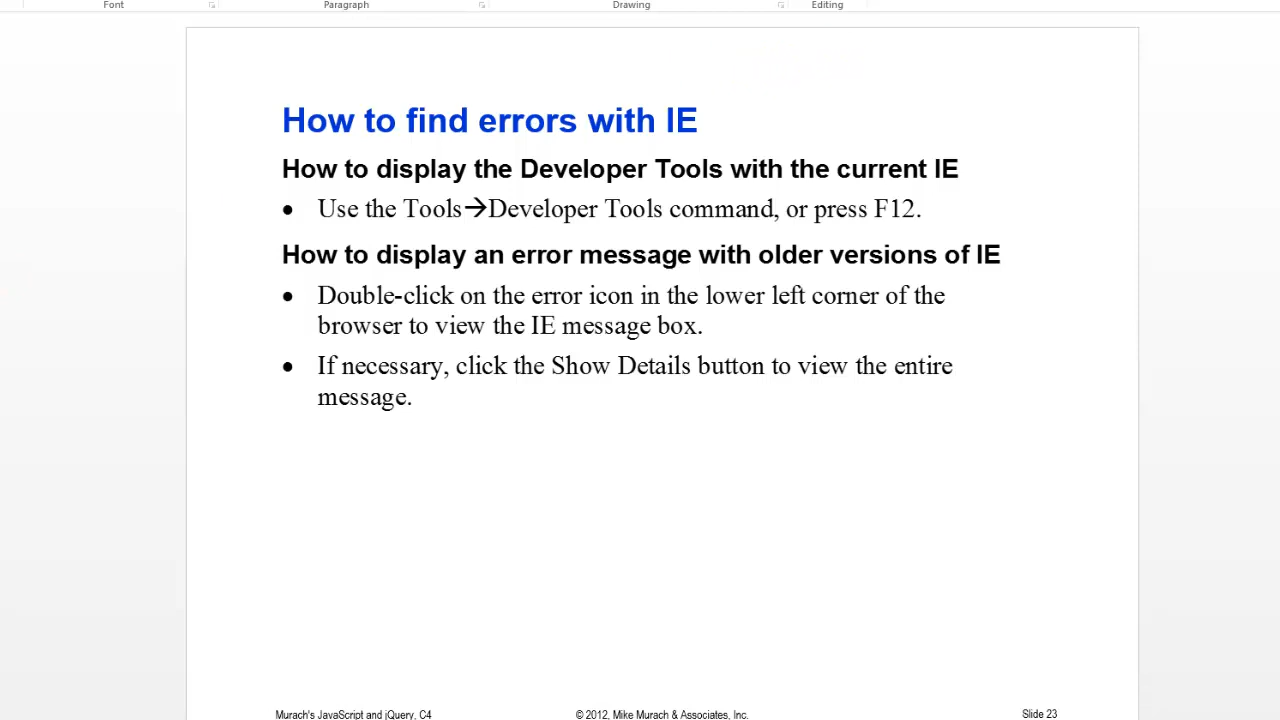 Font Paragraph Drawing Editing
How to find errors with IE
How to display the Developer Tools with the current IE
• Use the Tools→Developer Tools command, or press F12.
How to display an error message with older versions of IE
• Double-click on the error icon in the lower left corner of the
browser to view the IE message box.
• If necessary, click the Show Details button to view the entire
message.
Murach's JavaScript and jQuery, C4 © 2012, Mike Murach & Associates, Inc. Slide 23